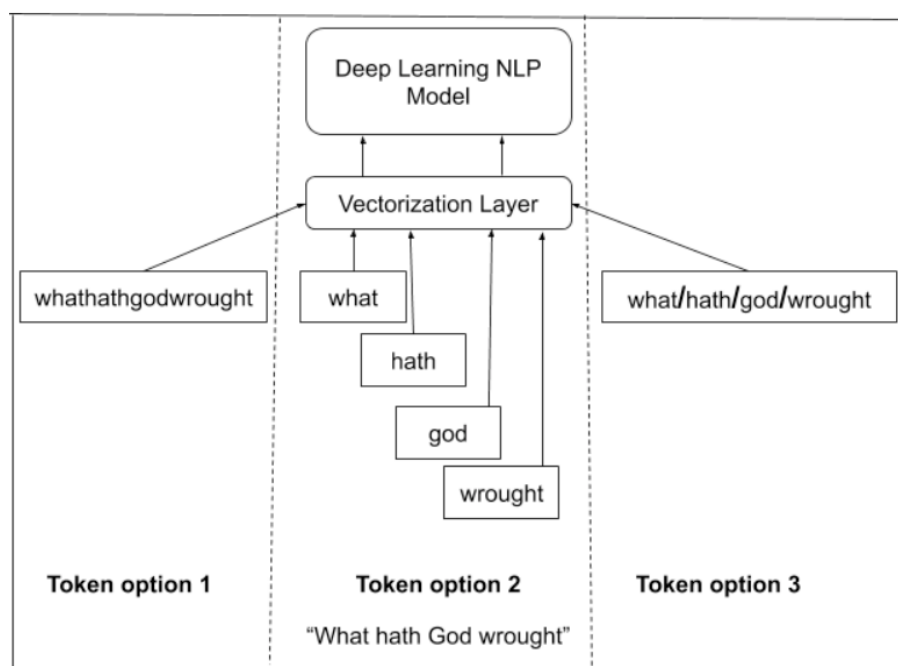 Deep Learning NLP
Model
Vectorization Layer
whathathgodwrought
what
what/hath/god/wrought
hath
god
wrought
Token option 1
Token option 2
Token option 3
“What hath God wrought”